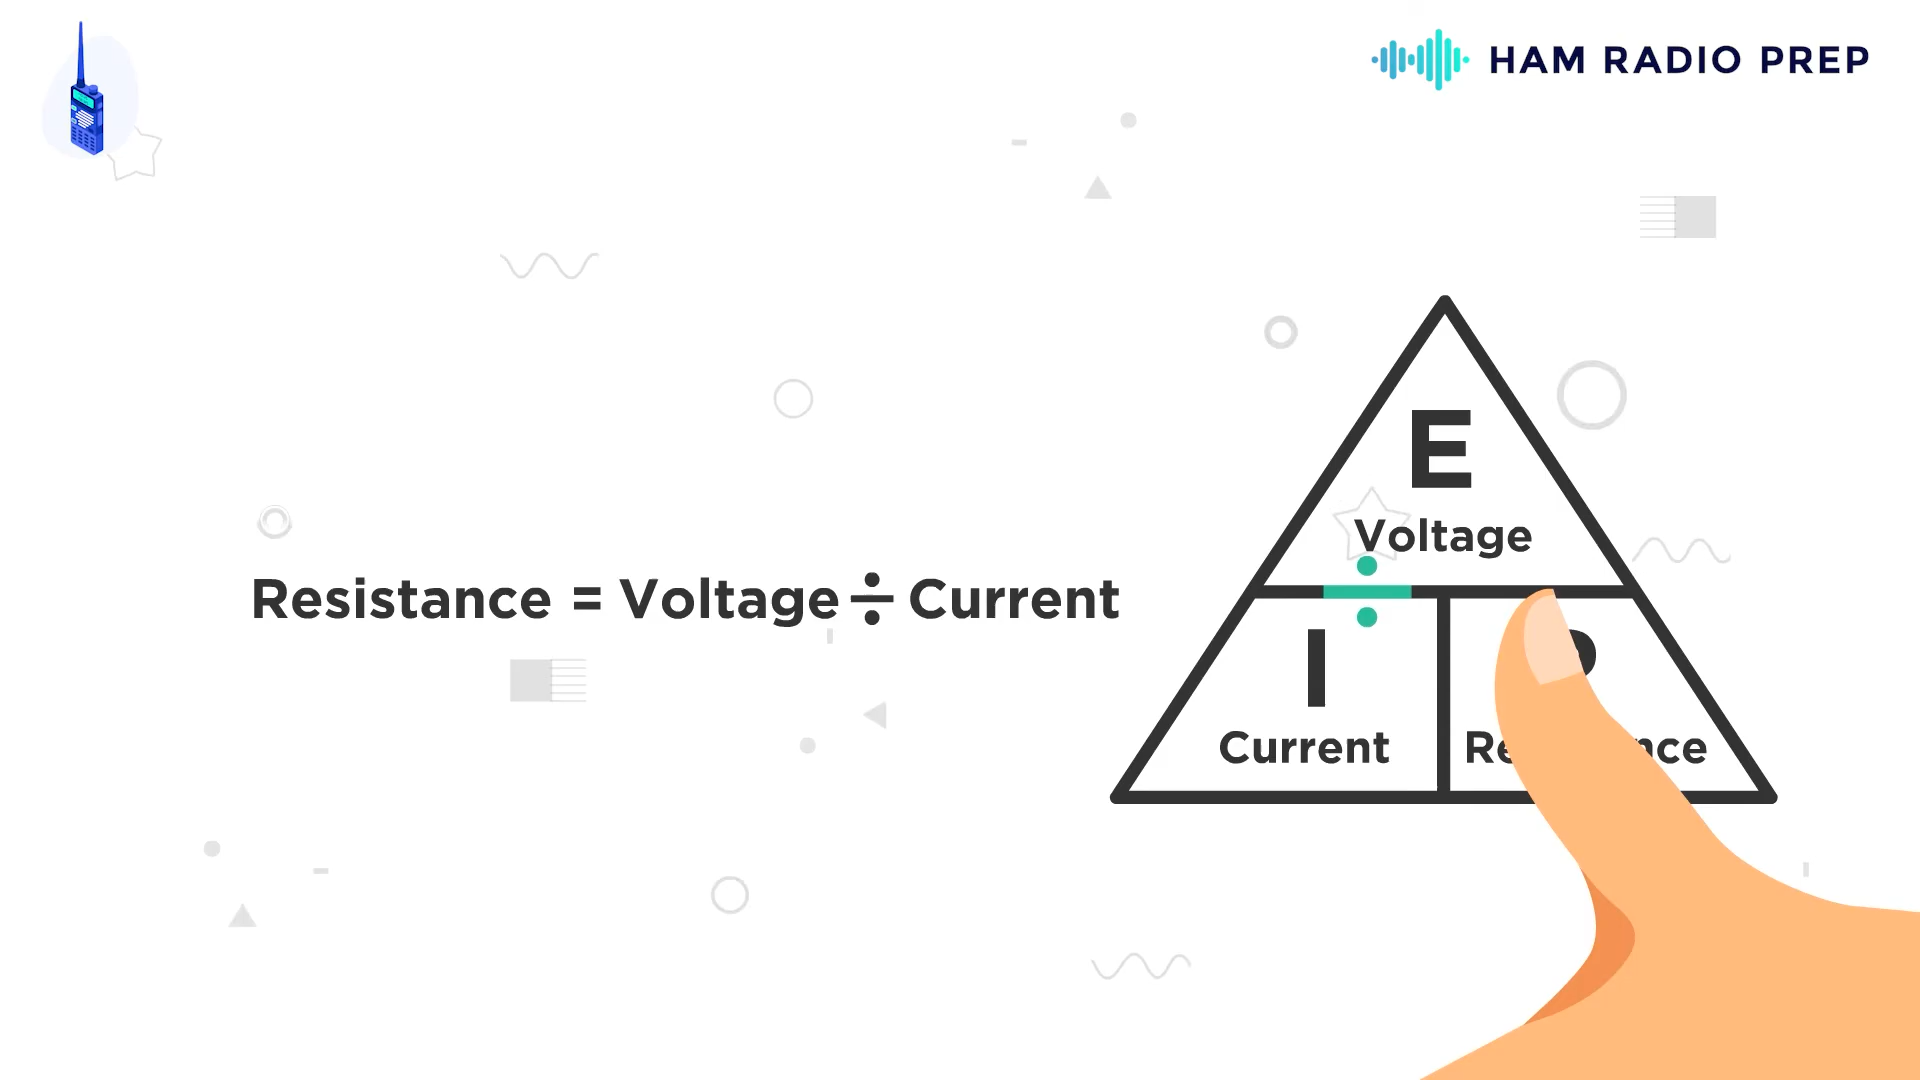 HAM RADIO PREP
Resistance = Voltage ÷ Current
E
Voltage
I
Current